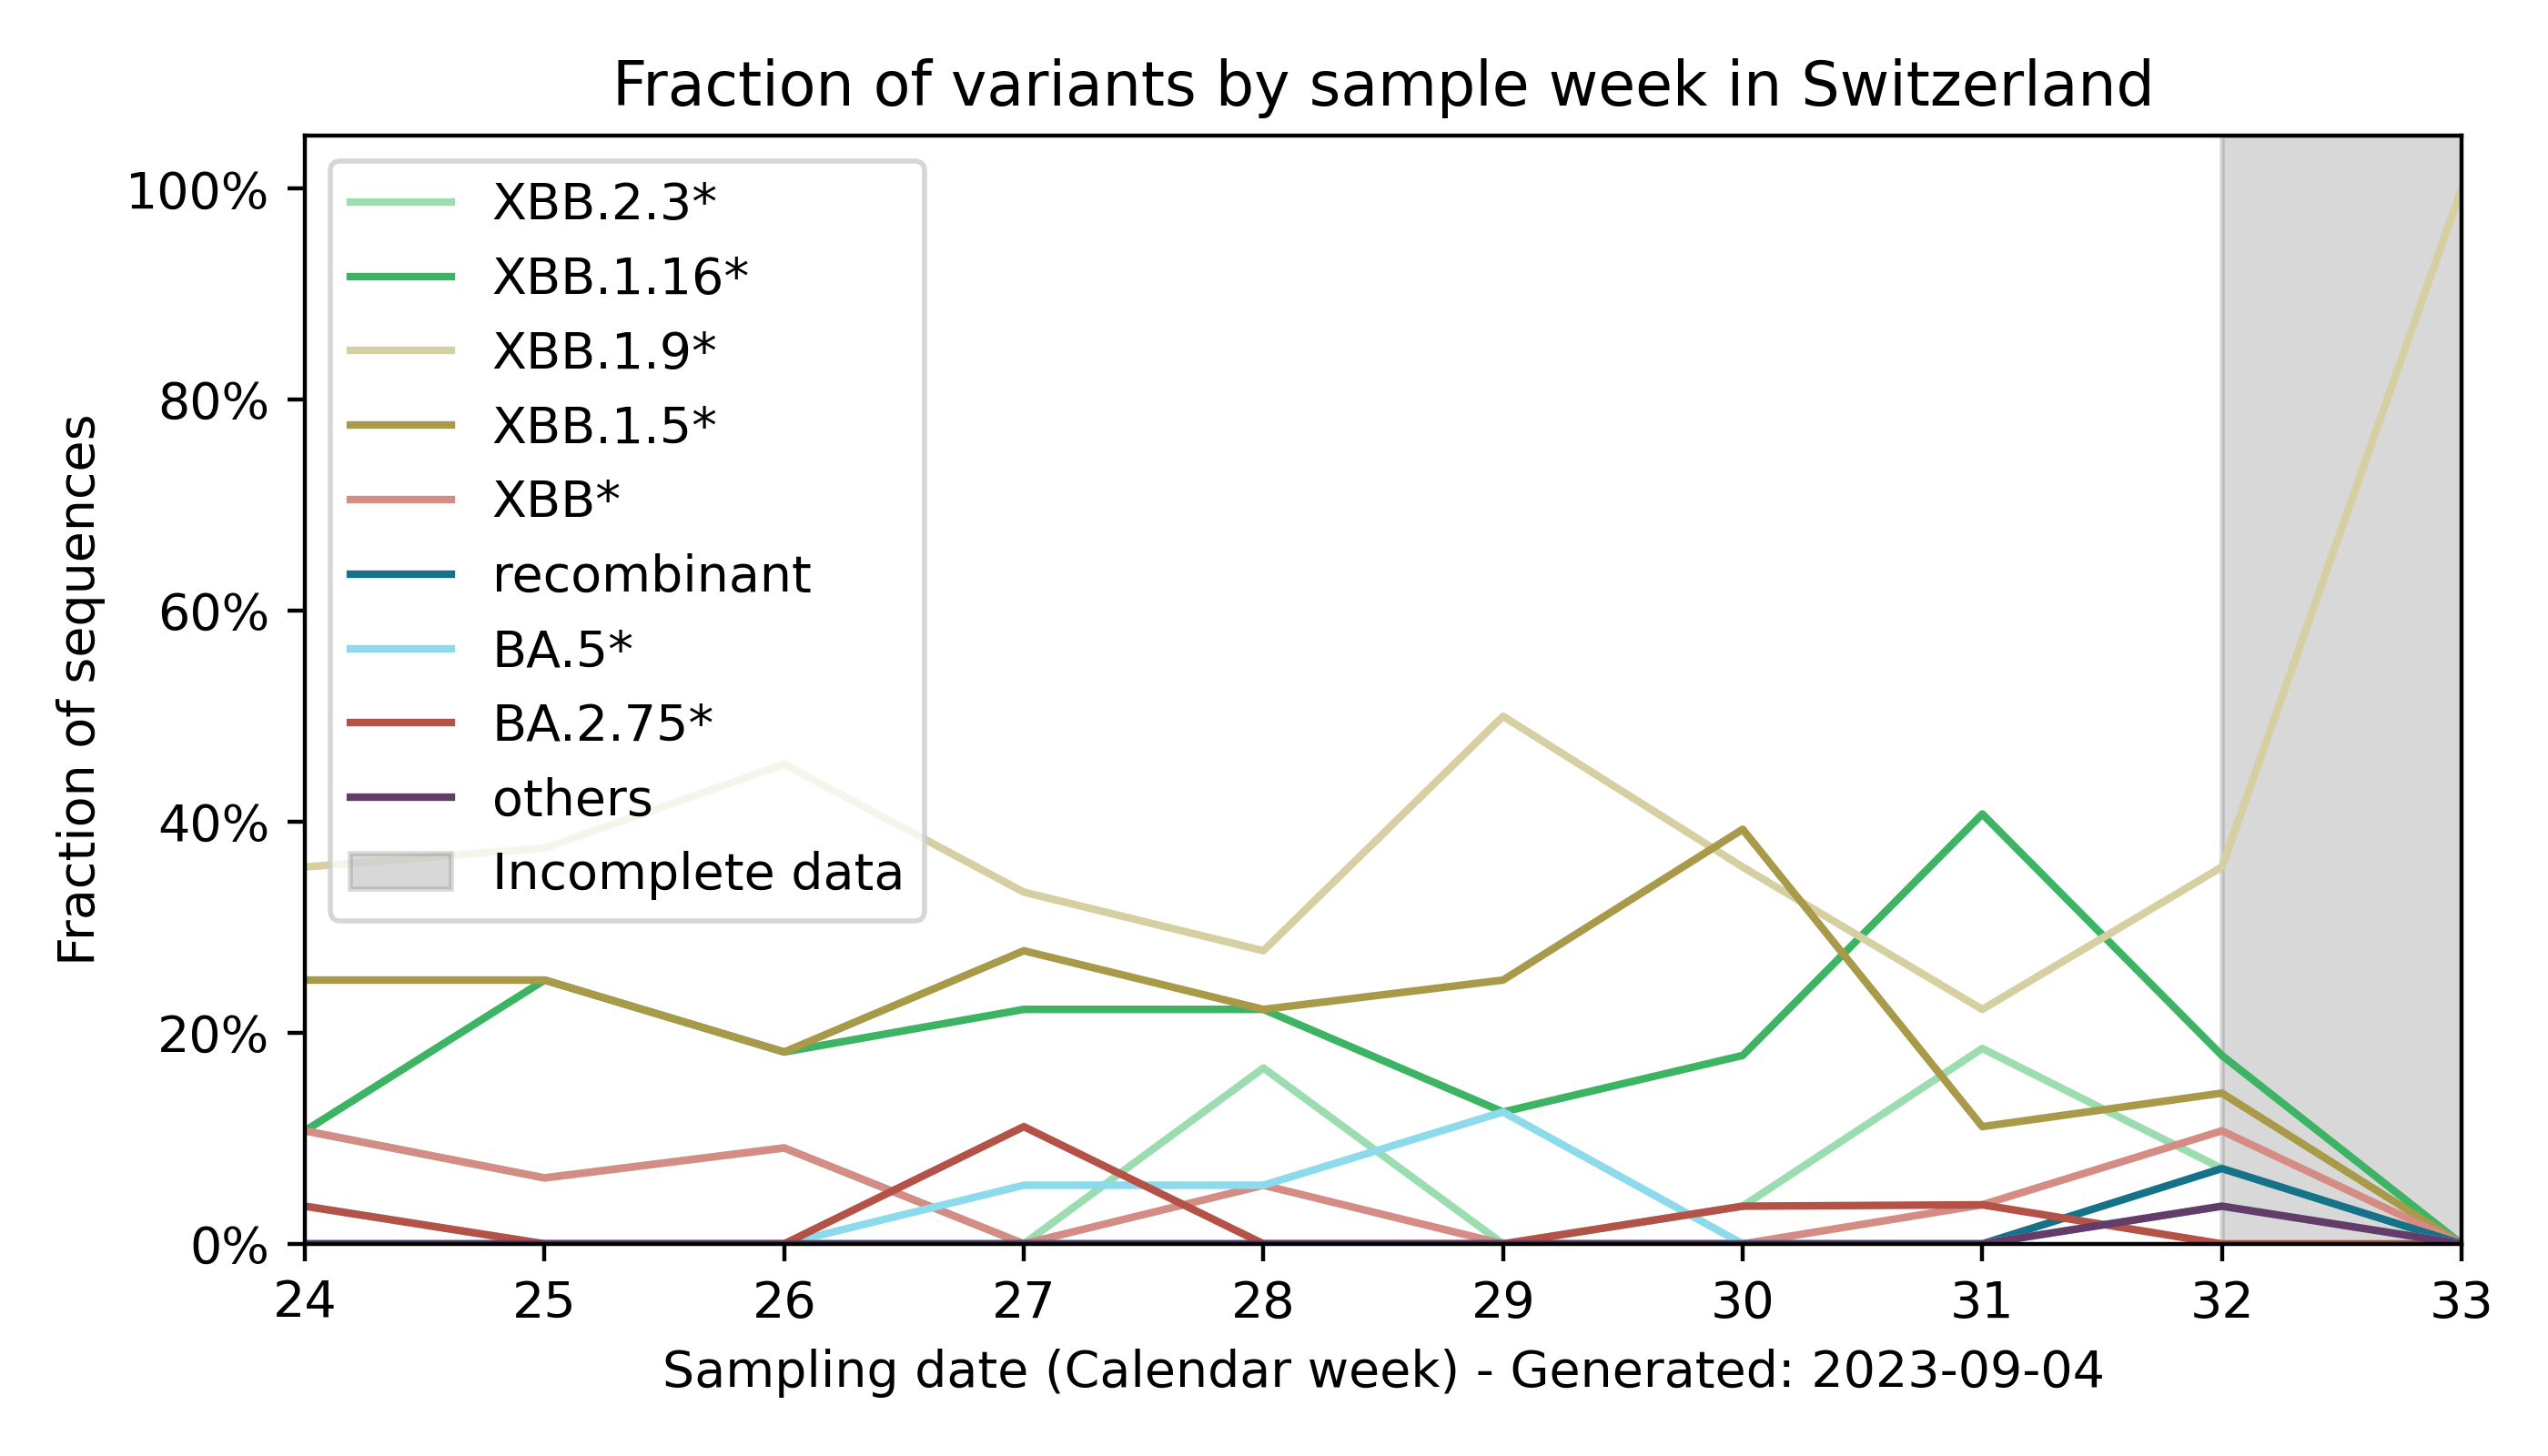 Fraction of variants by sample week in Switzerland
Fraction of sequences
100%
80%
60%
40%
20%
0%
XBB.2.3*
XBB.1.16*
XBB.1.9*
XBB.1.5*
XBB*
recombinant
BA.5*
BA.2.75*
others
Incomplete data
24 25 26 27 28 29 30 31 32 33
Sampling date (Calendar week) - Generated: 2023-09-04